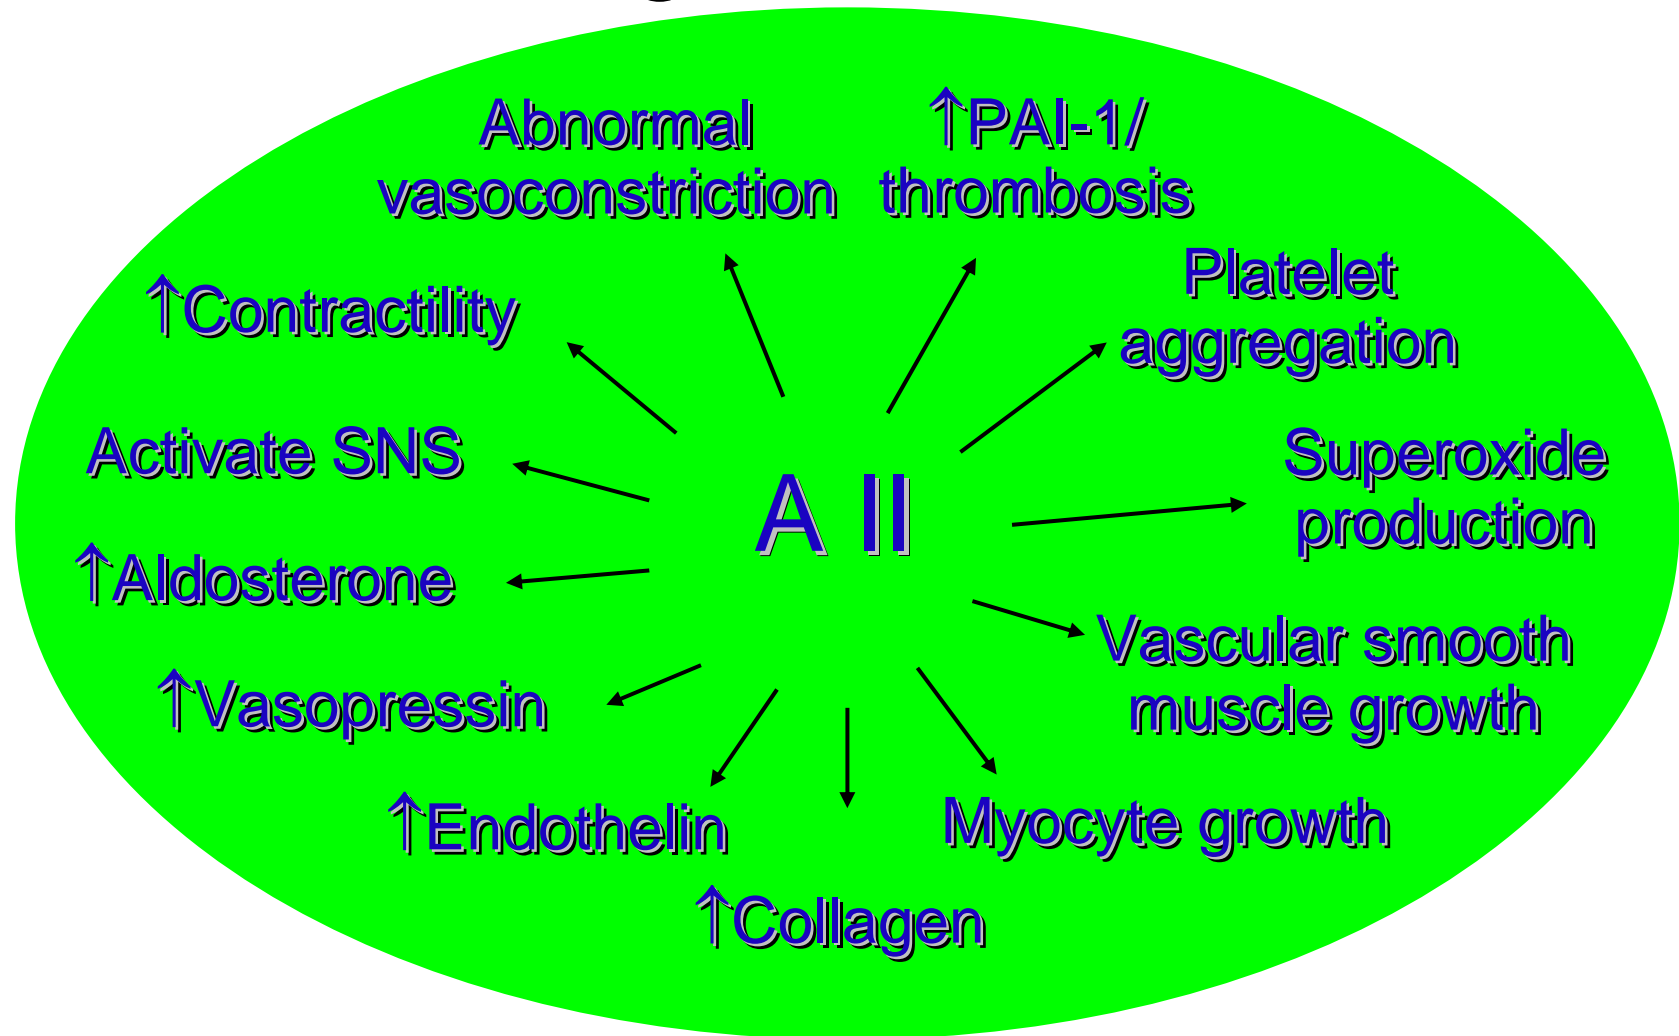 Abnormal
vasoconstriction
↑PAI-1/
thrombosis
Platelet
aggregation
↑Contractility
Activate SNS
Superoxide
production
A II
↑Aldosterone
Vascular smooth
muscle growth
↑Vasopressin
↑Endothelin
Myocyte growth
↑Collagen